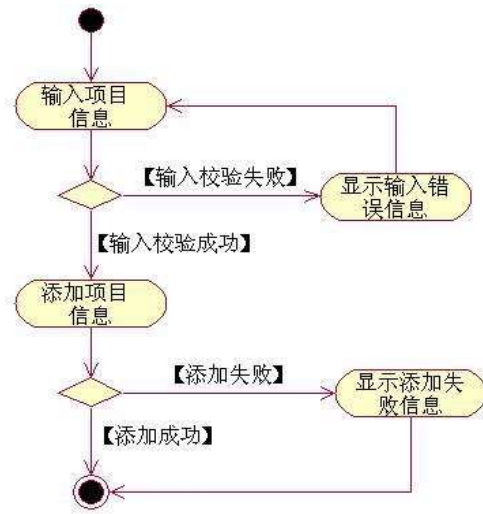 输入项目
信息
【输入校验失败】
显示输入错
误信息
【输入校验成功】
添加项目
信息
【添加失败】
显示添加失
败信息
【添加成功】